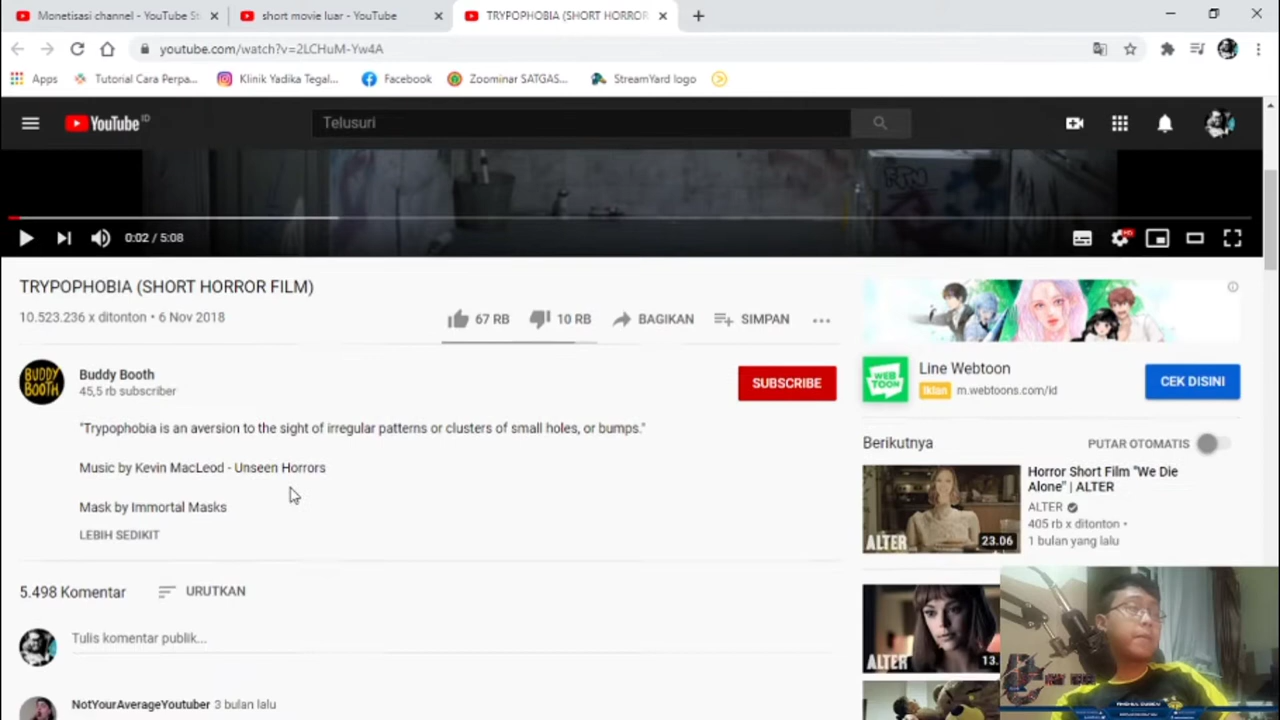 Monetisasi channel - YouTube St
short movie luar - YouTube
TRYPOPHOBIA (SHORT HORROR
youtube.com/watch?v=2LCHuM-Yw4A
Apps
Tutorial Cara Perpa...
Klinik Yadika Tegal...
Facebook
Zoominar SATGAS...
StreamYard logo
YouTube ID
Telusuri
0:02 / 5:08
HD
TRYPOPHOBIA (SHORT HORROR FILM)
10.523.236 x ditonton • 6 Nov 2018
67 RB
10 RB
BAGIKAN
SIMPAN
BUDDY
BOOTH
Buddy Booth
45,5 rb subscriber
SUBSCRIBE
"Trypophobia is an aversion to the sight of irregular patterns or clusters of small holes, or bumps."
Music by Kevin MacLeod - Unseen Horrors
Mask by Immortal Masks
LEBIH SEDIKIT
5.498 Komentar
URUTKAN
Tulis komentar publik...
NotYourAverageYoutuber 3 bulan lalu
WEB
TOON
Line Webtoon
Iklan m.webtoons.com/id
CEK DISINI
Berikutnya
PUTAR OTOMATIS
Horror Short Film "We Die
Alone" | ALTER
ALTER
405 rb x ditonton •
1 bulan yang lalu
ALTER
23.06
ALTER
13.